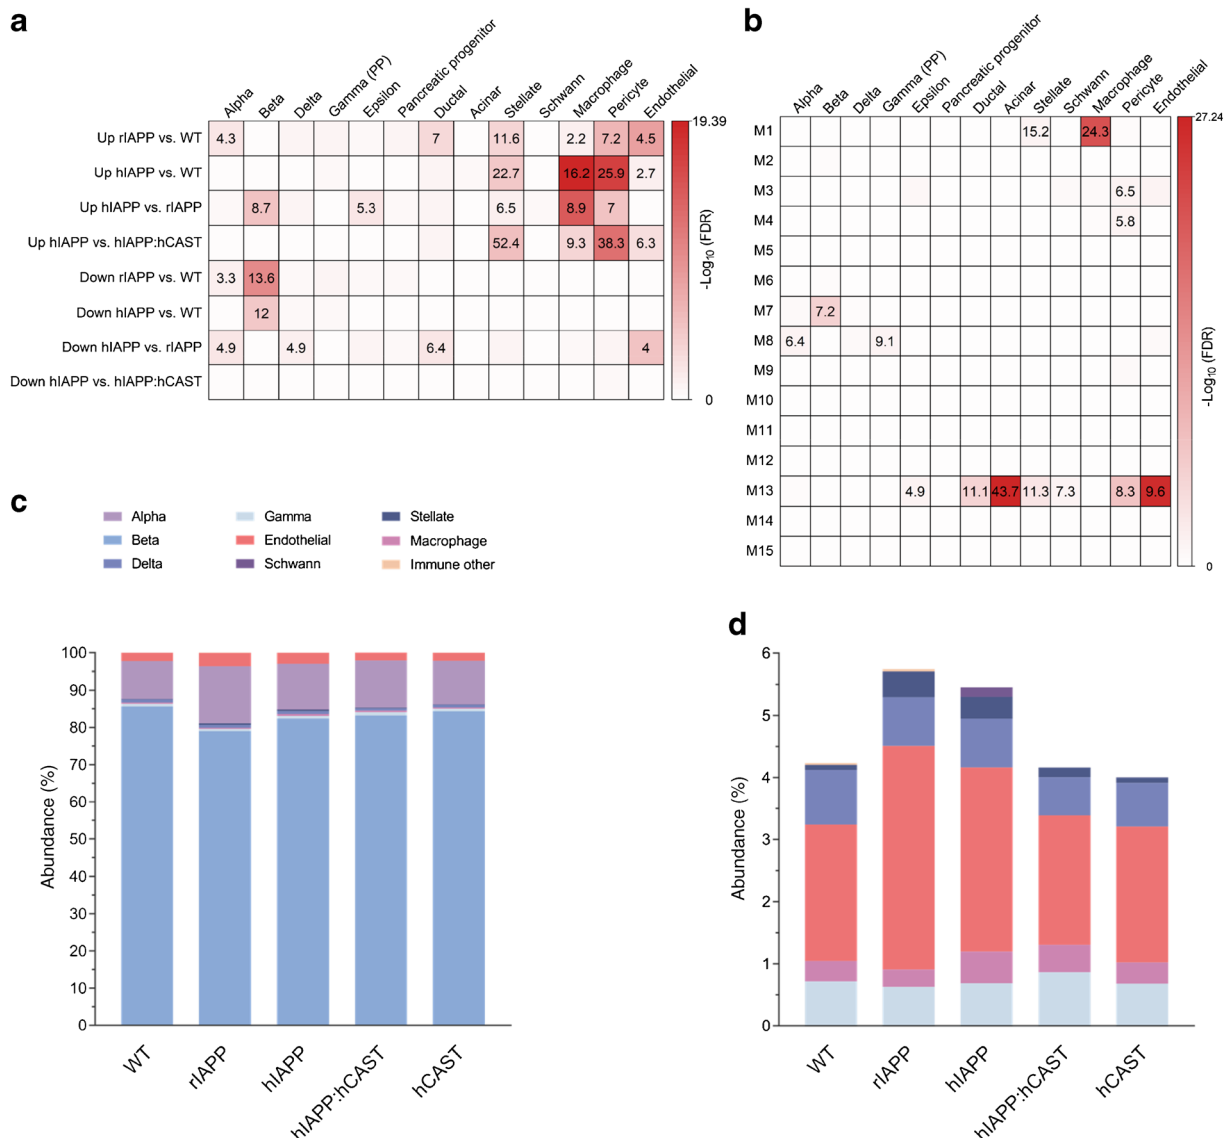 a
Alpha Beta Delta Gamma (PP) Epsilon Pancreatic progenitor Ductal Acinar Stellate Schwann Macrophage Pericyte Endothelial
Up rIAPP vs. WT 4.3 7 11.6 2.2 7.2 4.5
Up hIAPP vs. WT 22.7 16.2 25.9 2.7
Up hIAPP vs. rIAPP 8.7 5.3 6.5 8.9 7
Up hIAPP vs. hIAPP:hCAST 52.4 9.3 38.3 6.3
Down rIAPP vs. WT 3.3 13.6
Down hIAPP vs. WT 12
Down hIAPP vs. rIAPP 4.9 4.9 6.4 4
Down hIAPP vs. hIAPP:hCAST
19.39
-Log10 (FDR)
0
b
Alpha Beta Delta Gamma (PP) Epsilon Pancreatic progenitor Ductal Acinar Stellate Schwann Macrophage Pericyte Endothelial
M1 15.2 24.3
M2
M3 6.5
M4 5.8
M5
M6
M7 7.2
M8 6.4 9.1
M9
M10
M11
M12
M13 4.9 11.1 43.7 11.3 7.3 8.3 9.6
M14
M15
27.24
-Log10 (FDR)
0
c
Alpha Gamma Stellate
Beta Endothelial Macrophage
Delta Schwann Immune other
Abundance (%)
100
90
80
70
60
50
40
30
20
10
0
WT rIAPP hIAPP hIAPP:hCAST hCAST
d
Abundance (%)
6
5
4
3
2
1
0
WT rIAPP hIAPP hIAPP:hCAST hCAST